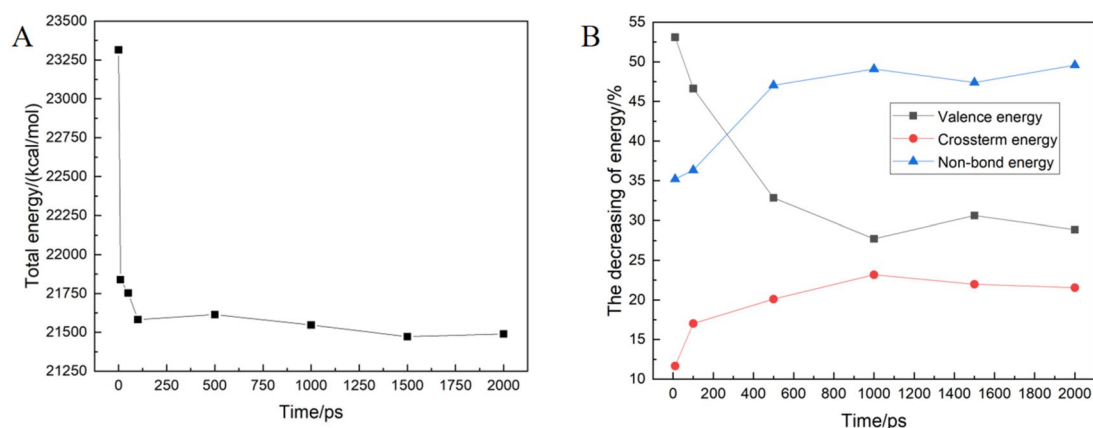 A
23500
23250
23000
22750
22500
22250
22000
21750
21500
21250
Total energy/(kcal/mol)
0 250 500 750 1000 1250 1500 1750 2000
Time/ps
B
55
50
45
40
35
30
25
20
15
10
The decreasing of energy/%
Valence energy
Crossterm energy
Non-bond energy
0 200 400 600 800 1000 1200 1400 1600 1800 2000
Time/ps